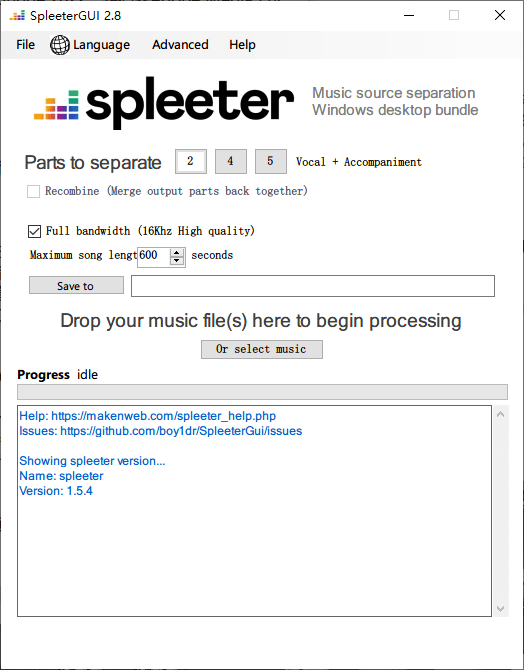 SpleeterGUI 2.8
File Language Advanced Help
spleeter
Music source separation
Windows desktop bundle
Parts to separate 2 4 5 Vocal + Accompaniment
Recombine (Merge output parts back together)
Full bandwidth (16Khz High quality)
Maximum song lengt 600 seconds
Save to
Drop your music file(s) here to begin processing
Or select music
Progress idle
Help: https://makenweb.com/spleeter_help.php
Issues: https://github.com/boy1dr/SpleeterGui/issues
Showing spleeter version...
Name: spleeter
Version: 1.5.4